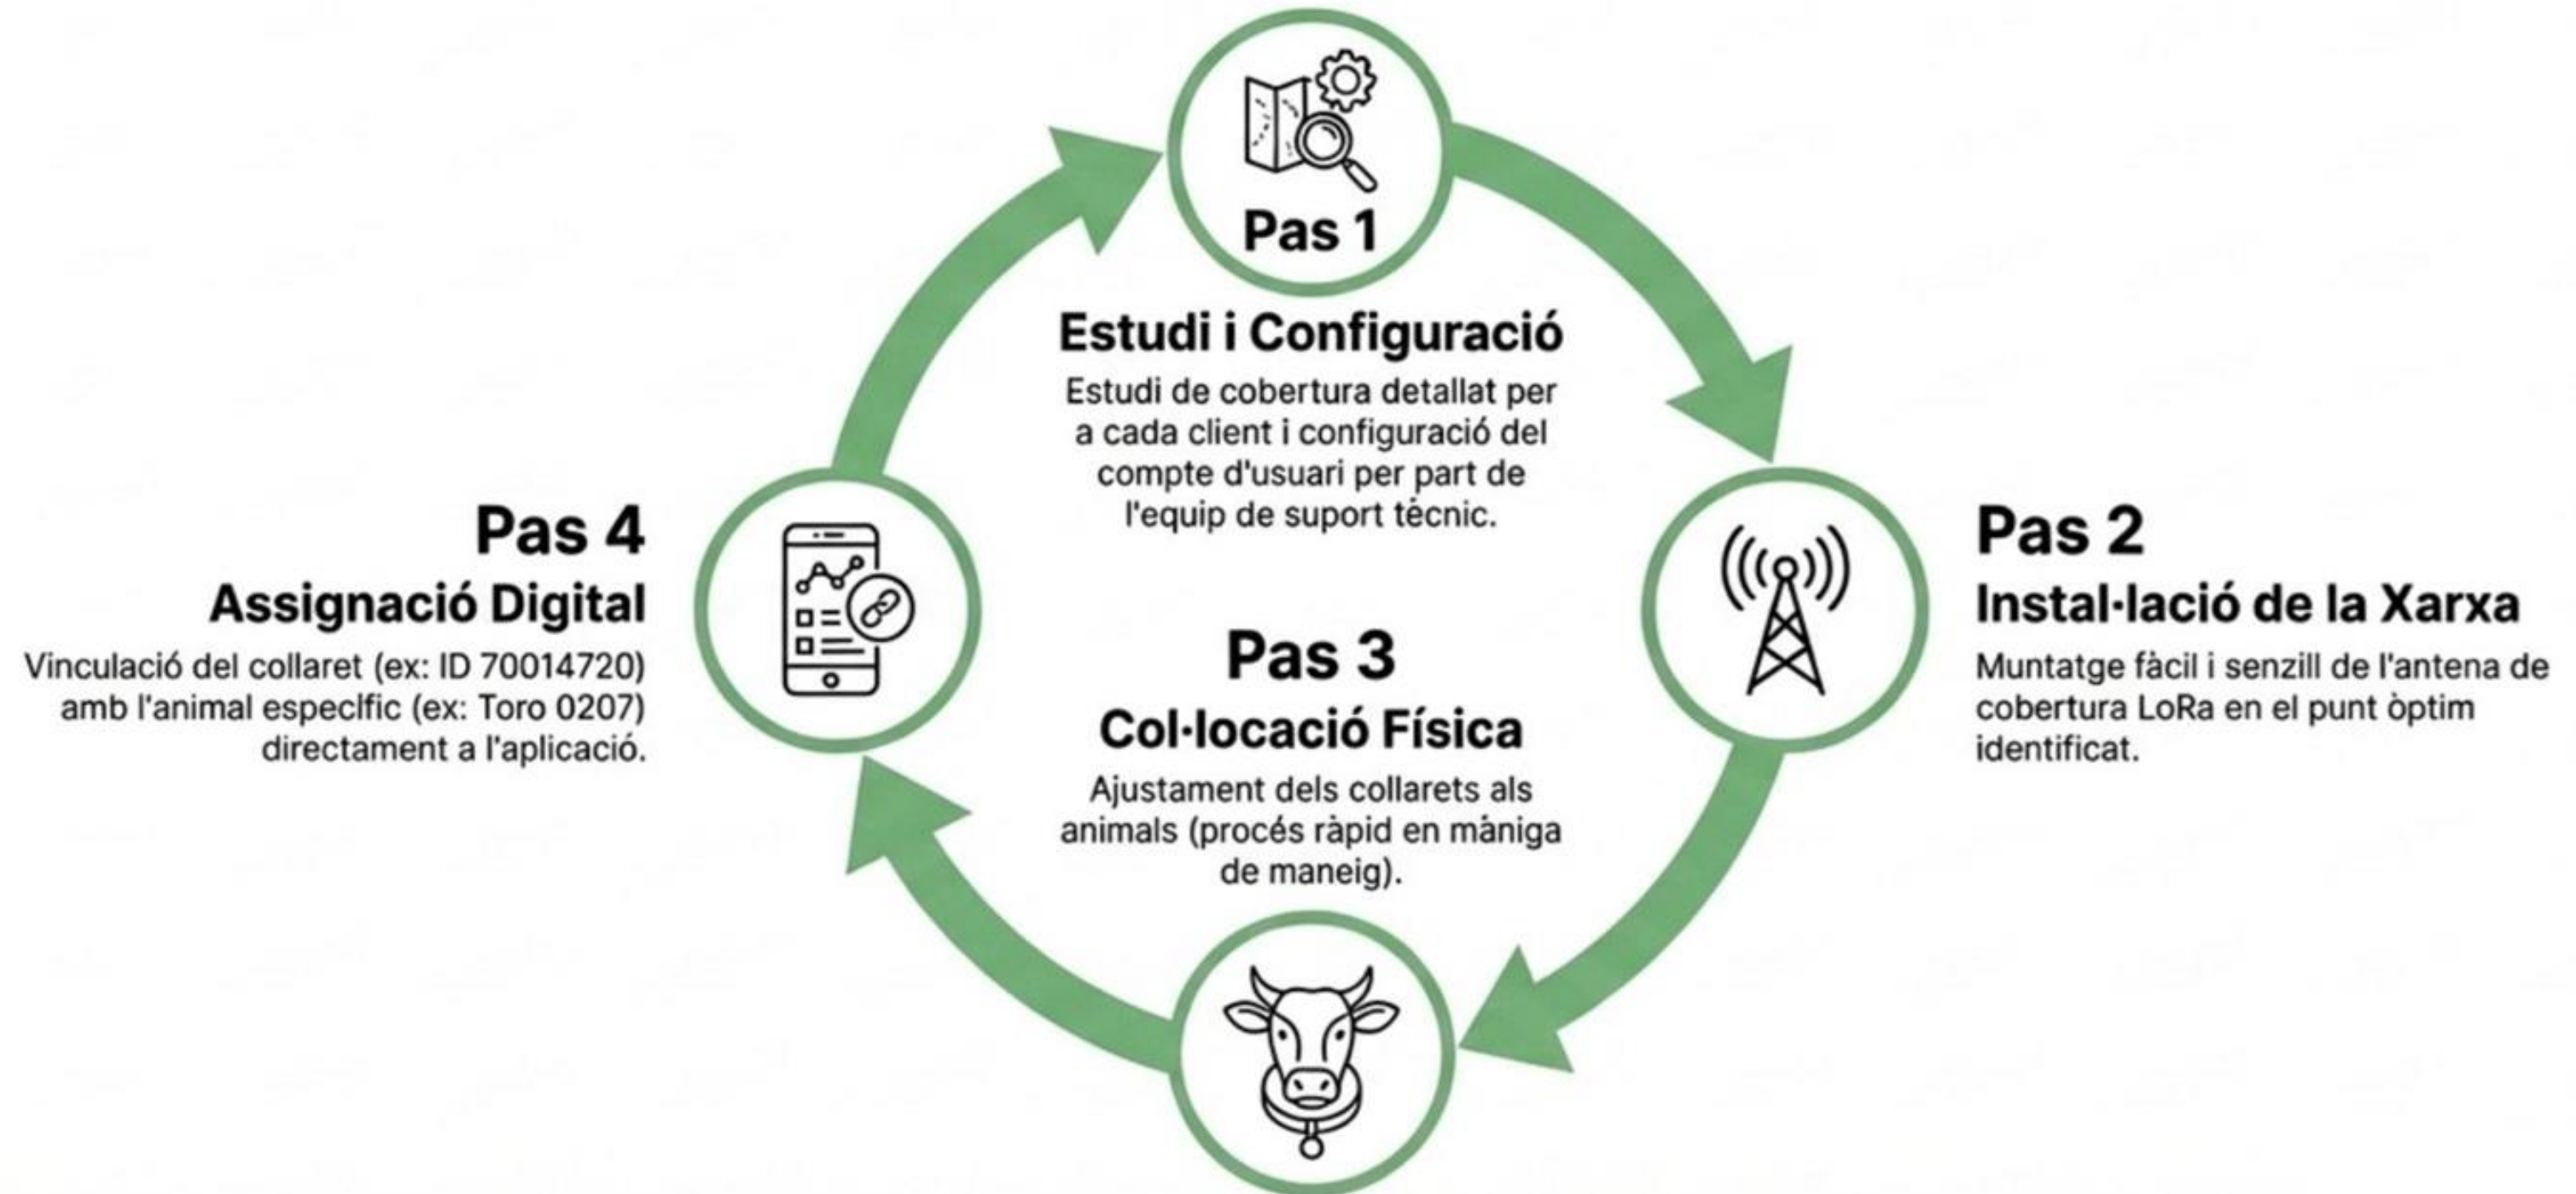 Pas 1
Estudi i Configuració
Estudi de cobertura detallat per
a cada client i configuració del
compte d'usuari per part de
l'equip de suport tècnic.
Pas 2
Instal·lació de la Xarxa
Muntatge fàcil i senzill de l'antena de
cobertura LoRa en el punt òptim
identificat.
Pas 3
Col·locació Física
Ajustament dels collarets als
animals (procés ràpid en màniga
de maneig).
Pas 4
Assignació Digital
Vinculació del collaret (ex: ID 70014720)
amb l'animal específic (ex: Toro 0207)
directament a l'aplicació.